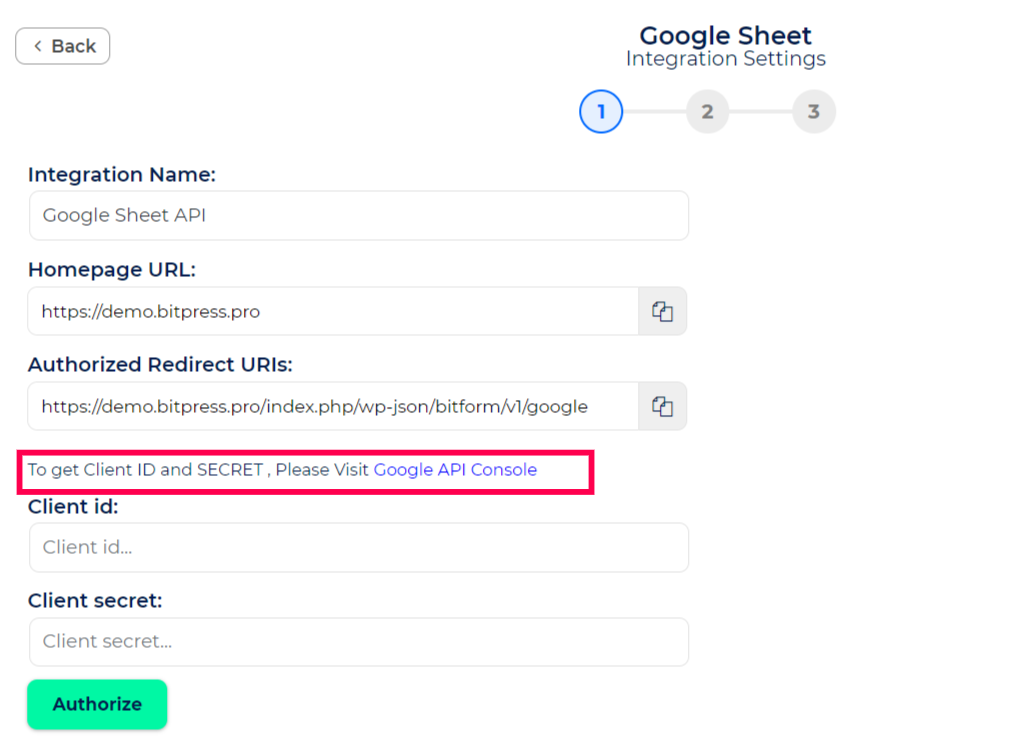 Back
Google Sheet
Integration Settings
1 2 3
Integration Name:
Google Sheet API
Homepage URL:
https://demo.bitpress.pro
Authorized Redirect URIs:
https://demo.bitpress.pro/index.php/wp-json/bitform/v1/google
To get Client ID and SECRET , Please Visit Google API Console
Client id:
Client id...
Client secret:
Client secret...
Authorize